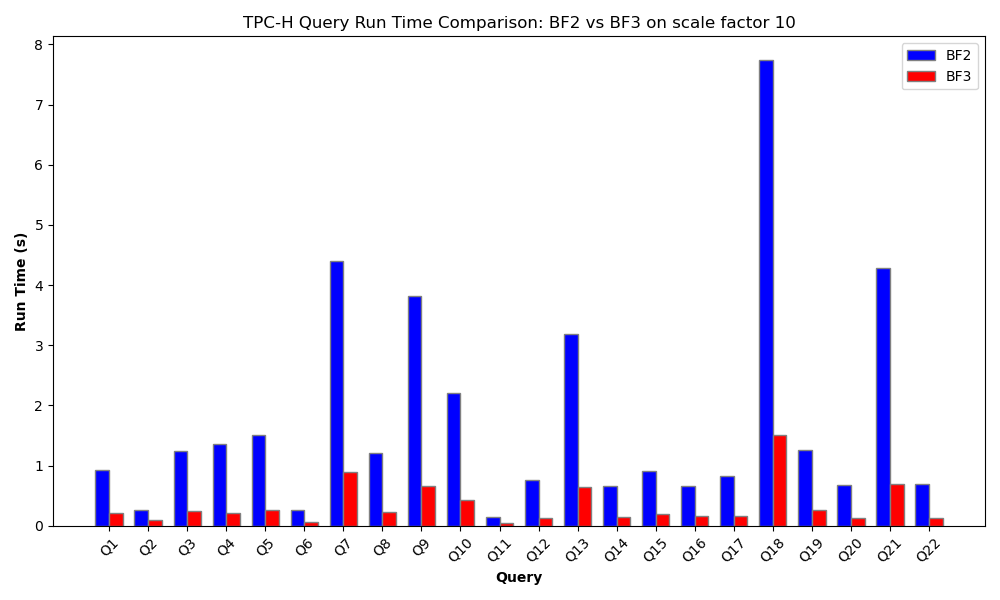 TPC-H Query Run Time Comparison: BF2 vs BF3 on scale factor 10
BF2
BF3
8
7
6
5
4
3
2
1
0
Run Time (s)
Q1 Q2 Q3 Q4 Q5 Q6 Q7 Q8 Q9 Q10 Q11 Q12 Q13 Q14 Q15 Q16 Q17 Q18 Q19 Q20 Q21 Q22
Query